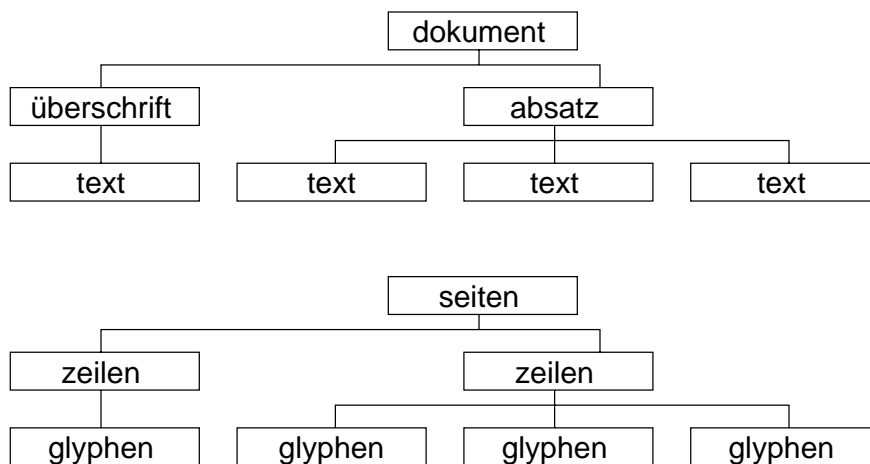 dokument
überschrift absatz
text text text text
seiten
zeilen zeilen
glyphen glyphen glyphen glyphen